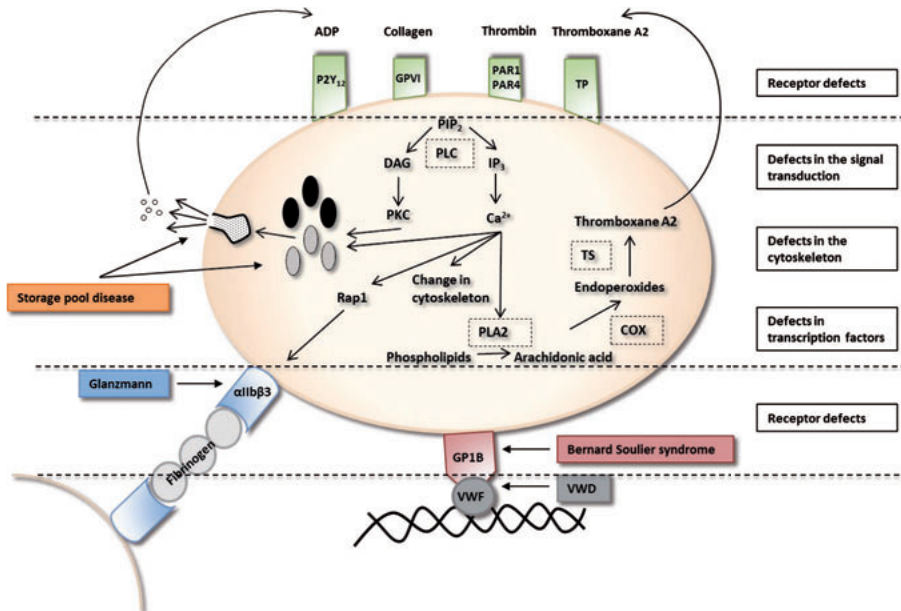 ADP
Collagen
Thrombin
Thromboxane A2
P2Y₁₂
GPVI
PAR1
PAR4
TP
Receptor defects
PIP₂
PLC
DAG
IP₃
Defects in the signal
transduction
PKC
Ca²⁺
Thromboxane A2
TS
Defects in the
cytoskeleton
Storage pool disease
Rap1
Change in
cytoskeleton
Endoperoxides
PLA2
COX
Defects in
transcription factors
Phospholipids
Arachidonic acid
Glanzmann
αIIbβ3
Fibrinogen
Receptor defects
GP1B
Bernard Soulier syndrome
VWF
VWD